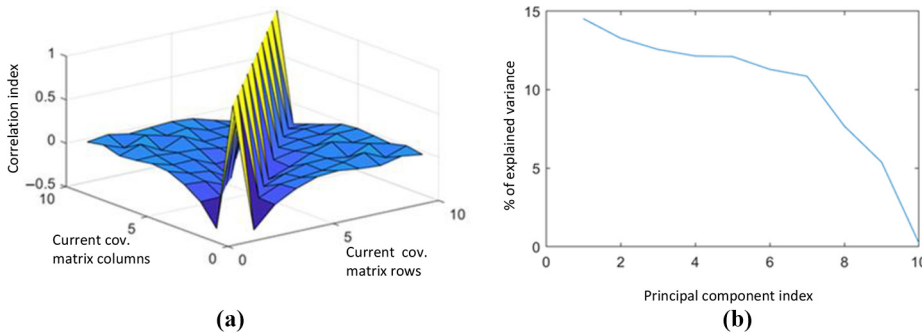 1
0.5
0
−0.5
10
5
0
0
5
10
Correlation index
Current cov.
matrix columns
Current cov.
matrix rows
(a)
15
10
5
0
0
2
4
6
8
10
% of explained variance
Principal component index
(b)